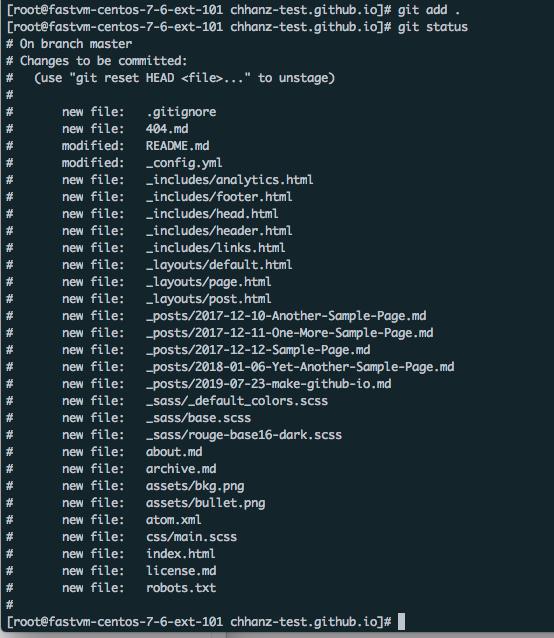 [root@fastvm-centos-7-6-ext-101 chhanz-test.github.io]# git add .
[root@fastvm-centos-7-6-ext-101 chhanz-test.github.io]# git status
# On branch master
# Changes to be committed:
#   (use "git reset HEAD <file>..." to unstage)
#
#       new file:   .gitignore
#       new file:   404.md
#       modified:   README.md
#       modified:   _config.yml
#       new file:   _includes/analytics.html
#       new file:   _includes/footer.html
#       new file:   _includes/head.html
#       new file:   _includes/header.html
#       new file:   _includes/links.html
#       new file:   _layouts/default.html
#       new file:   _layouts/page.html
#       new file:   _layouts/post.html
#       new file:   _posts/2017-12-10-Another-Sample-Page.md
#       new file:   _posts/2017-12-11-One-More-Sample-Page.md
#       new file:   _posts/2017-12-12-Sample-Page.md
#       new file:   _posts/2018-01-06-Yet-Another-Sample-Page.md
#       new file:   _posts/2019-07-23-make-github-io.md
#       new file:   _sass/_default_colors.scss
#       new file:   _sass/base.scss
#       new file:   _sass/rouge-base16-dark.scss
#       new file:   about.md
#       new file:   archive.md
#       new file:   assets/bkg.png
#       new file:   assets/bullet.png
#       new file:   atom.xml
#       new file:   css/main.scss
#       new file:   index.html
#       new file:   license.md
#       new file:   robots.txt
#
[root@fastvm-centos-7-6-ext-101 chhanz-test.github.io]#